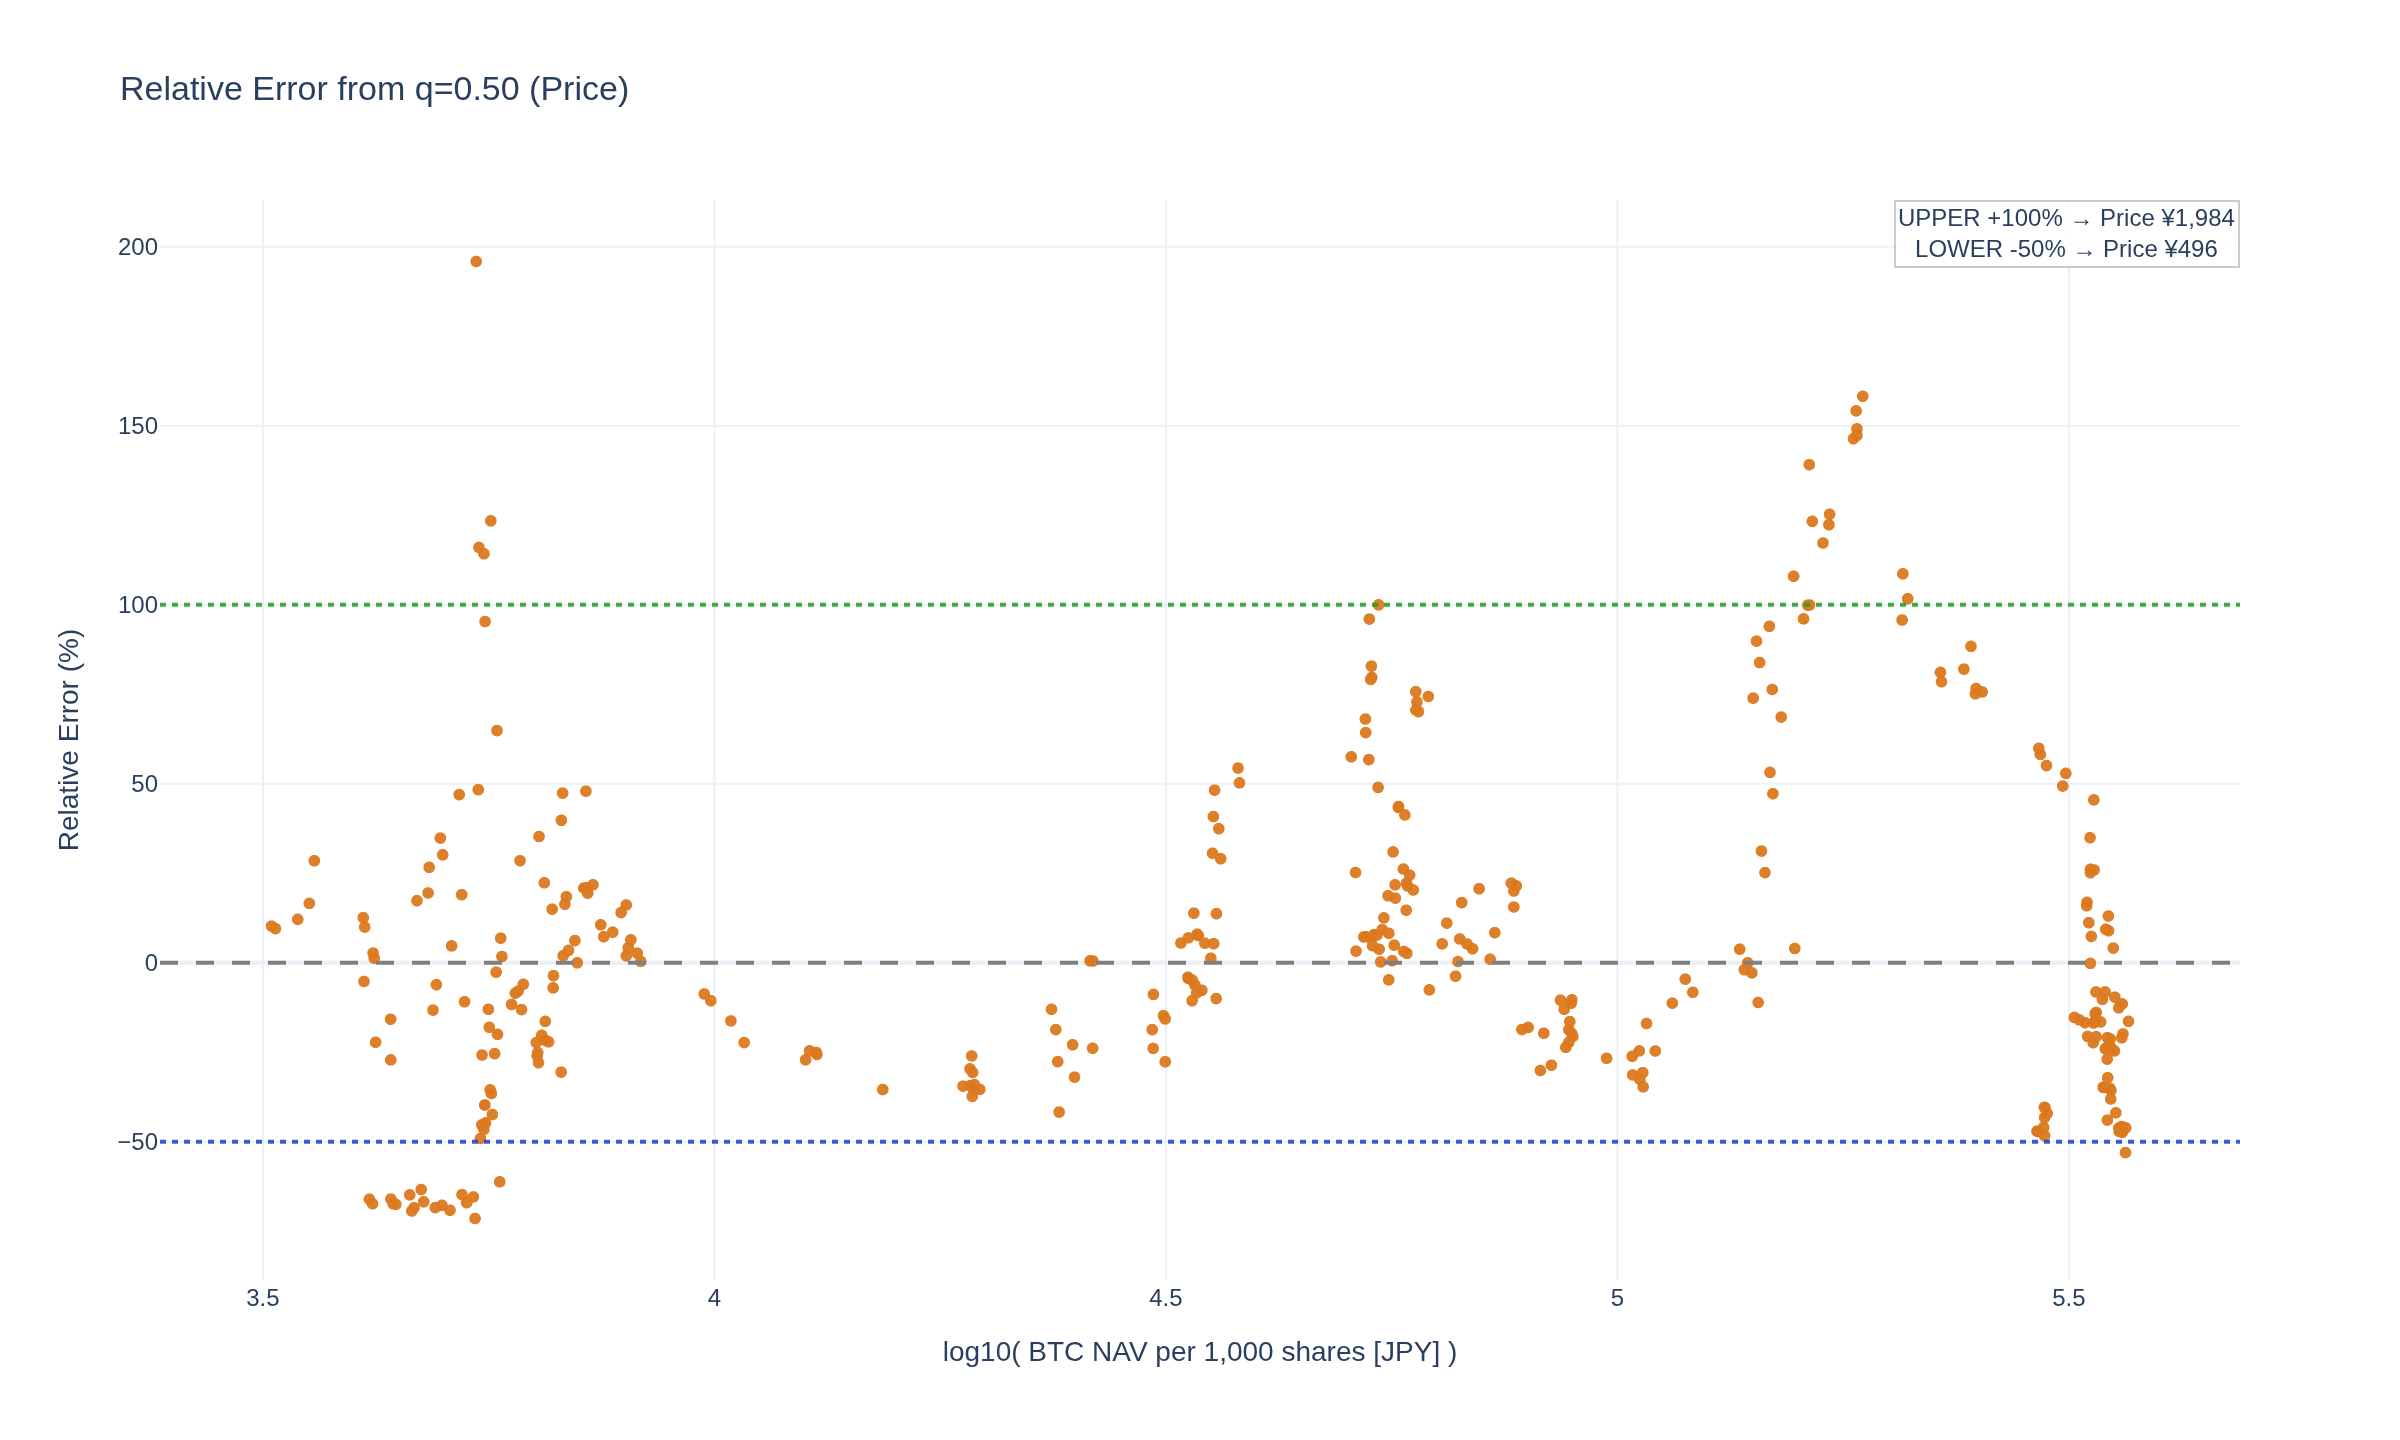 Relative Error from q=0.50 (Price)
UPPER +100% → Price ¥1,984
LOWER -50% → Price ¥496
200
150
100
50
0
−50
Relative Error (%)
3.5
4
4.5
5
5.5
log10( BTC NAV per 1,000 shares [JPY] )